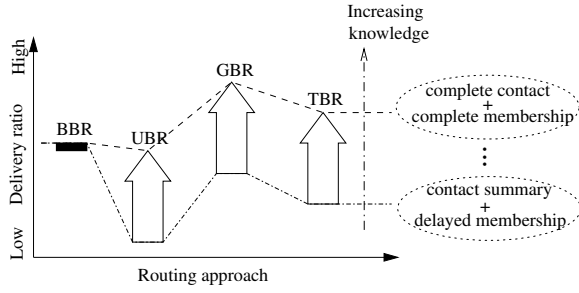 Increasing
knowledge
High
Delivery ratio
Low
BBR
UBR
GBR
TBR
complete contact
+
complete membership
contact summary
+
delayed membership
Routing approach